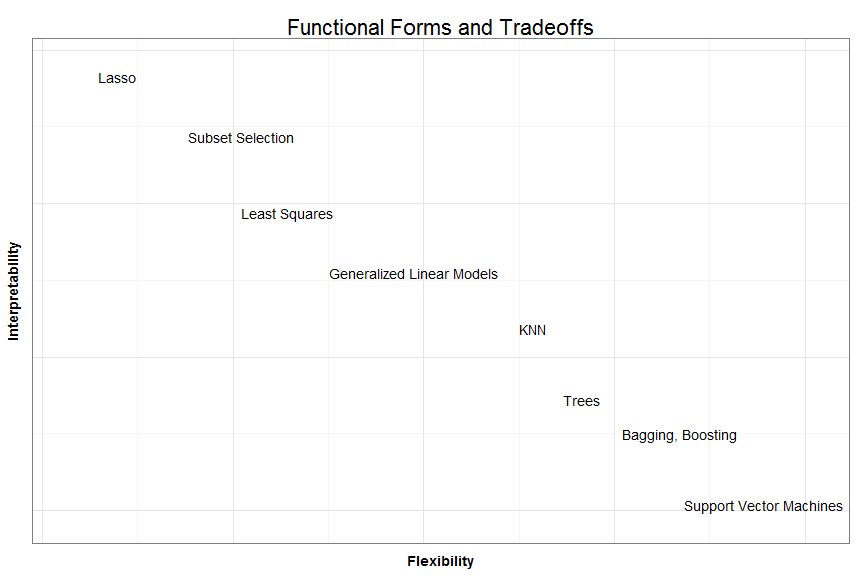 Functional Forms and Tradeoffs
Lasso
Subset Selection
Least Squares
Generalized Linear Models
KNN
Trees
Bagging, Boosting
Support Vector Machines
Interpretability
Flexibility